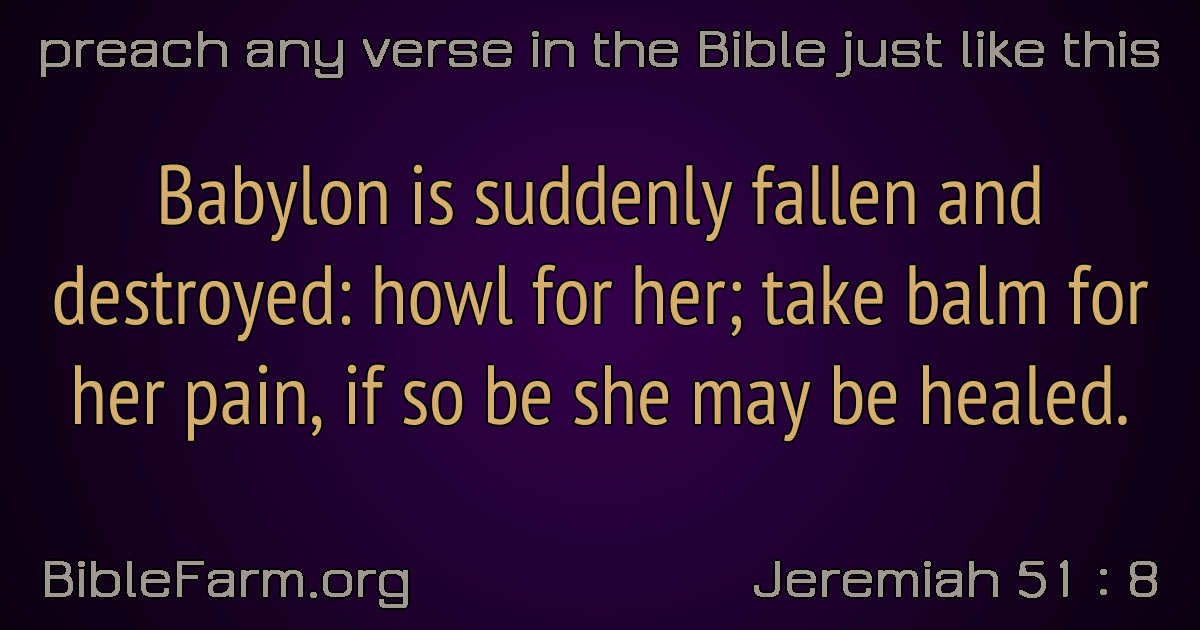 preach any verse in the Bible just like this
Babylon is suddenly fallen and
destroyed: howl for her; take balm for
her pain, if so be she may be healed.
BibleFarm.org
Jeremiah 51 : 8